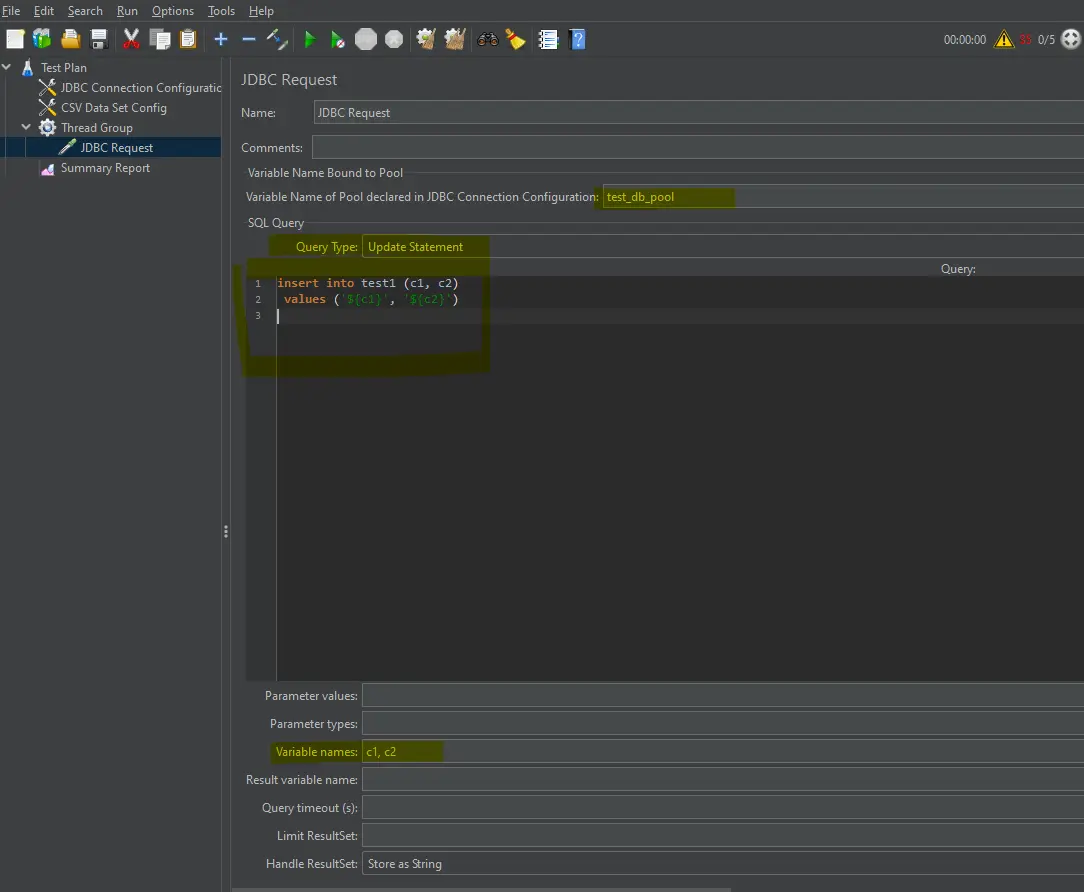 File Edit Search Run Options Tools Help
00:00:00 55 0/5
Test Plan
JDBC Connection Configuratic
CSV Data Set Config
Thread Group
JDBC Request
Summary Report
JDBC Request
Name: JDBC Request
Comments:
Variable Name Bound to Pool
Variable Name of Pool declared in JDBC Connection Configuration: test_db_pool
SQL Query
Query Type: Update Statement
Query:
1 insert into test1 (c1, c2)
2 values ('${c1}', '${c2}')
3
Parameter values:
Parameter types:
Variable names: c1, c2
Result variable name:
Query timeout (s):
Limit ResultSet:
Handle ResultSet: Store as String